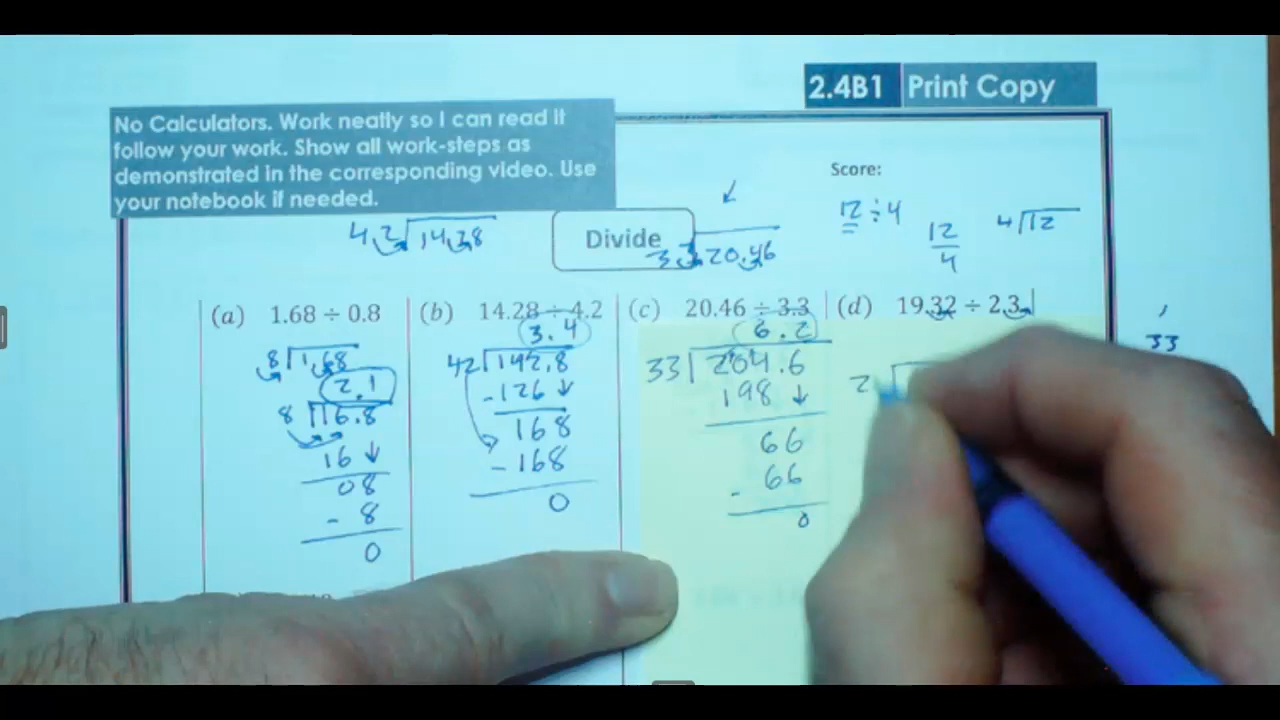 2.4B1 Print Copy
No Calculators. Work neatly so I can read it
follow your work. Show all work-steps as
demonstrated in the corresponding video. Use
your notebook if needed.
Score:
12 ÷ 4
12
4
4 12
4.2 14.28
Divide
3.3 20.46
(a) 1.68 ÷ 0.8
.8 1.68
2.1
8 16.8
16
08
- 8
0
(b) 14.28 ÷ 4.2
3.4
42 142.8
- 126
168
- 168
0
(c) 20.46 ÷ 3.3
6.2
33 204.6
198
66
- 66
0
(d) 19.32 ÷ 2.3
2
33